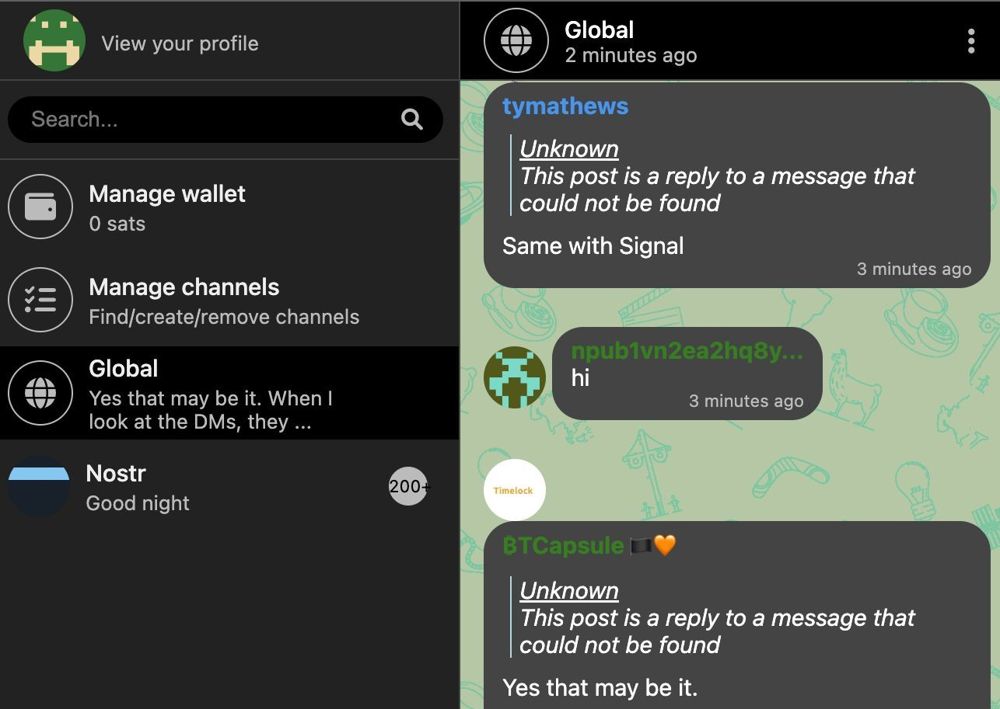 View your profile
Search...
Manage wallet
0 sats
Manage channels
Find/create/remove channels
Global
Yes that may be it. When I
look at the DMs, they ...
Nostr
Good night
200+
Global
2 minutes ago
tymathews
Unknown
This post is a reply to a message that
could not be found
Same with Signal
3 minutes ago
npub1vn2ea2hq8y...
hi
3 minutes ago
Timelock
₿TCapsule 🏴🧡
Unknown
This post is a reply to a message that
could not be found
Yes that may be it.